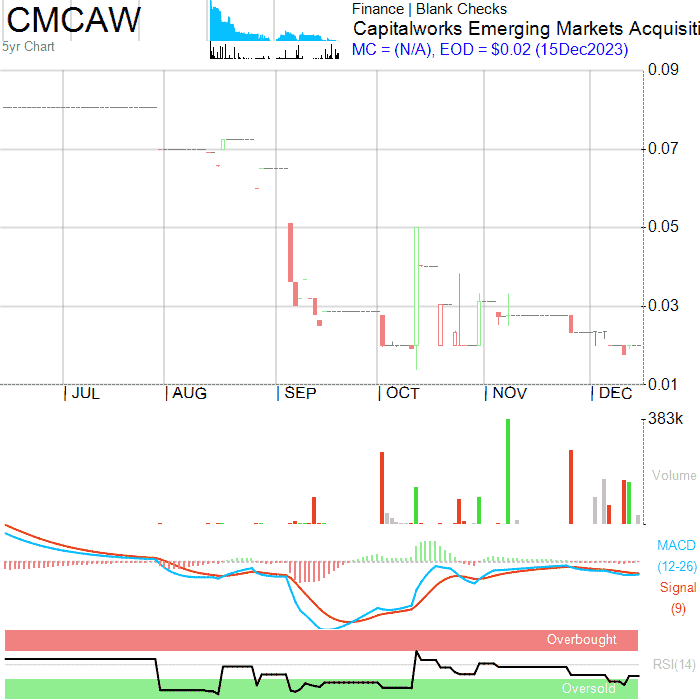 CMCAW
5yr Chart
Finance | Blank Checks
Capitalworks Emerging Markets Acquisiti
MC = (N/A), EOD = $0.02 (15Dec2023)
0.09
0.07
0.05
0.03
0.01
| JUL | AUG | SEP | OCT | NOV | DEC
383k
Volume
MACD
(12-26)
Signal
(9)
Overbought
RSI(14)
Oversold